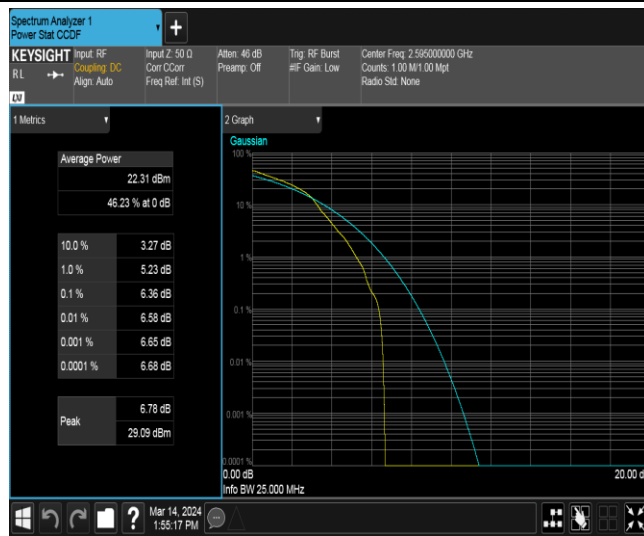 Spectrum Analyzer 1
Power Stat CCDF
+
KEYSIGHT Input: RF Input Z: 50 Ω Atten: 46 dB Trig: RF Burst Center Freq: 2.595000000 GHz
RL Coupling: DC Corr CCorr Preamp: Off #IF Gain: Low Counts: 1.00 M/1.00 Mpt
Align: Auto Freq Ref: Int (S) Radio Std: None
LXI
1 Metrics
Average Power
22.31 dBm
46.23 % at 0 dB
10.0 % 3.27 dB
1.0 % 5.23 dB
0.1 % 6.36 dB
0.01 % 6.58 dB
0.001 % 6.65 dB
0.0001 % 6.68 dB
Peak 6.78 dB
29.09 dBm
2 Graph
Gaussian
100 %
10 %
1 %
0.1 %
0.01 %
0.001 %
0.0001 %
0.00 dB 20.00 d
Info BW 25.000 MHz
? Mar 14, 2024
1:55:17 PM